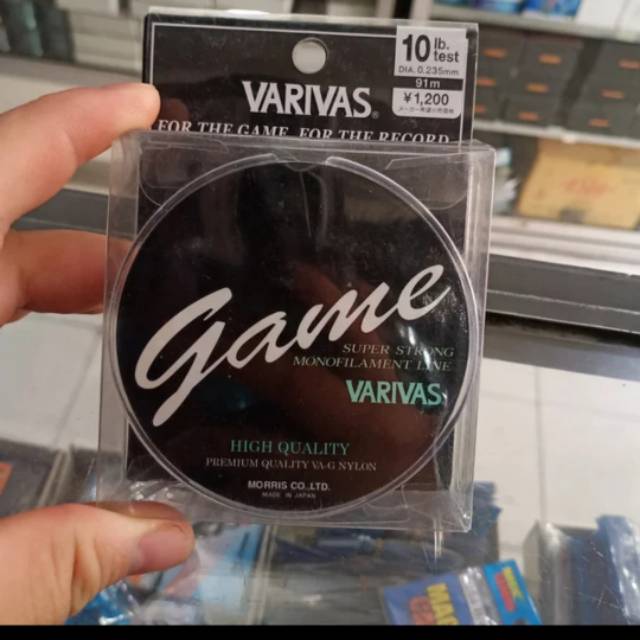 10 lb.
test
DIA. 0.235mm
91m
¥1,200
VARIVAS®
FOR THE GAME, FOR THE RECORD
game
SUPER STRONG
MONOFILAMENT LINE
VARIVAS
HIGH QUALITY
PREMIUM QUALITY VA-G NYLON
MORRIS CO.,LTD.
MADE IN JAPAN